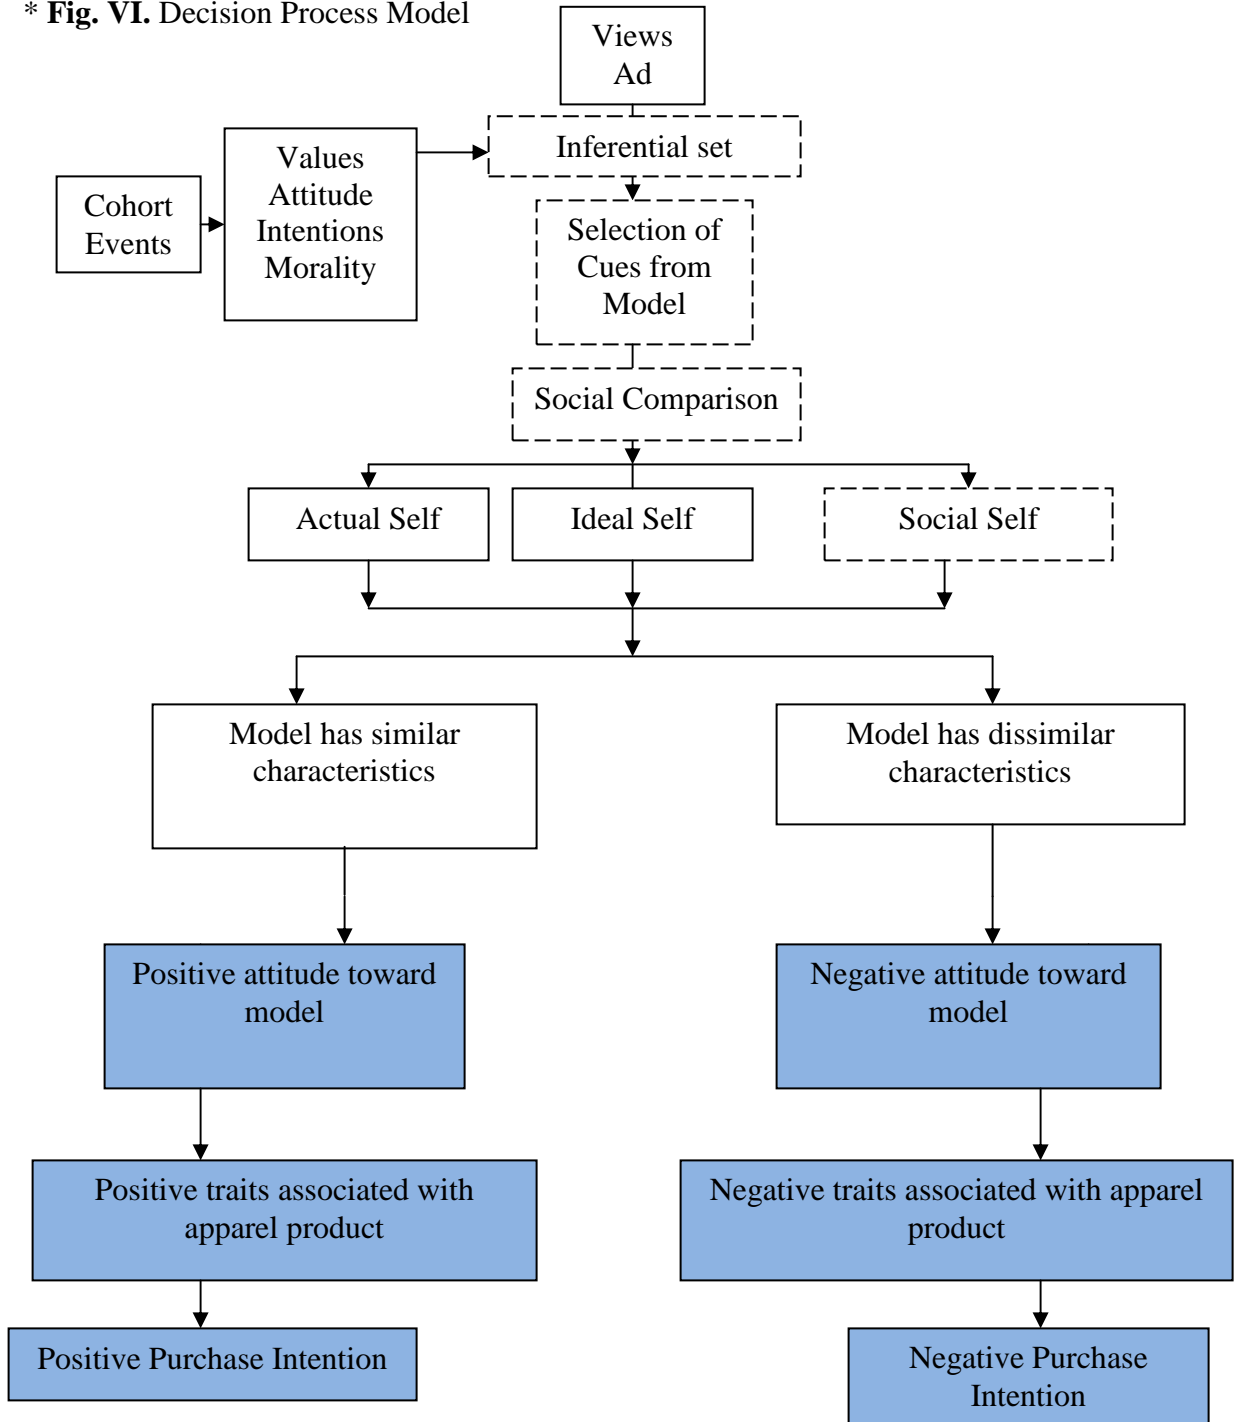 * Fig. VI. Decision Process Model
Views
Ad
Inferential set
Values
Attitude
Intentions
Morality
Cohort
Events
Selection of
Cues from
Model
Social Comparison
Actual Self
Ideal Self
Social Self
Model has similar
characteristics
Model has dissimilar
characteristics
Positive attitude toward
model
Negative attitude toward
model
Positive traits associated with
apparel product
Negative traits associated with apparel
product
Positive Purchase Intention
Negative Purchase
Intention